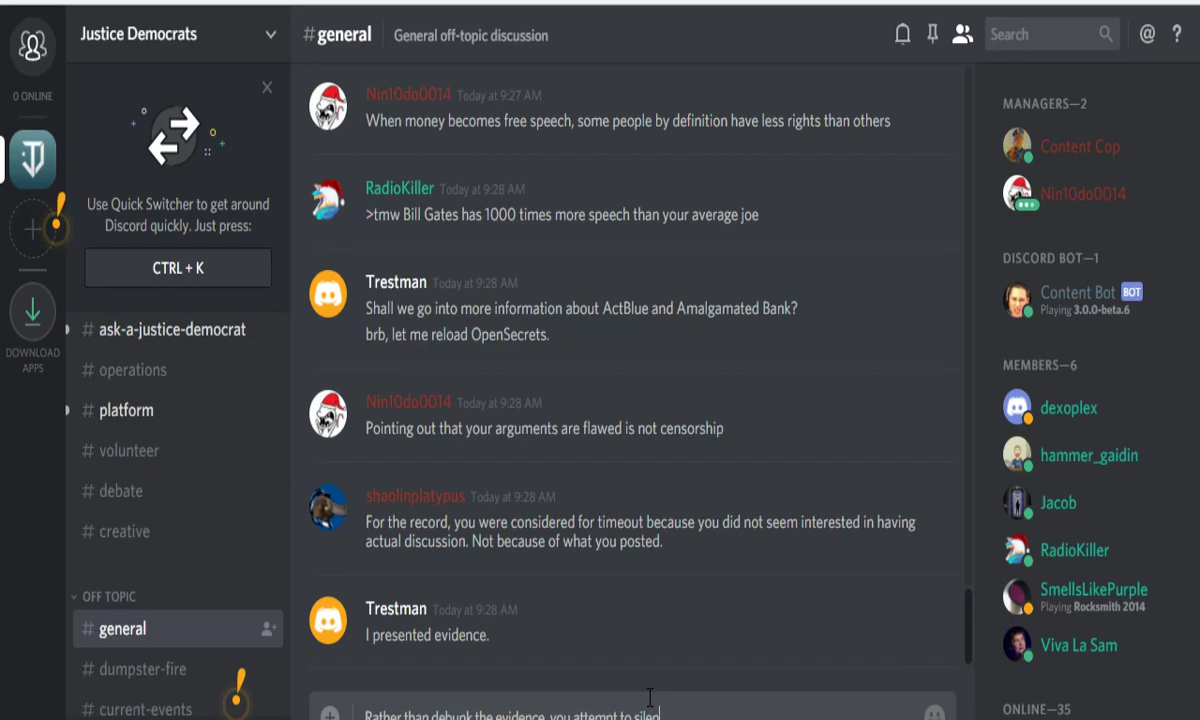 Justice Democrats
#general
General off-topic discussion
Search
@
?
0 ONLINE
DOWNLOAD
APPS
Use Quick Switcher to get around
Discord quickly. Just press:
CTRL + K
# ask-a-justice-democrat
# operations
# platform
# volunteer
# debate
# creative
OFF TOPIC
# general
# dumpster-fire
# current-events
Nin10do0014 Today at 9:27 AM
When money becomes free speech, some people by definition have less rights than others
RadioKiller Today at 9:28 AM
>tmw Bill Gates has 1000 times more speech than your average joe
Trestman Today at 9:28 AM
Shall we go into more information about ActBlue and Amalgamated Bank?
brb, let me reload OpenSecrets.
Nin10do0014 Today at 9:28 AM
Pointing out that your arguments are flawed is not censorship
shaolinplatypus Today at 9:28 AM
For the record, you were considered for timeout because you did not seem interested in having
actual discussion. Not because of what you posted.
Trestman Today at 9:28 AM
I presented evidence.
Rather than debunk the evidence, you attempt to silen
MANAGERS—2
Content Cop
Nin10do0014
DISCORD BOT—1
Content Bot BOT
Playing 3.0.0-beta.6
MEMBERS—6
dexoplex
hammer_gaidin
Jacob
RadioKiller
SmellsLikePurple
Playing Rocksmith 2014
Viva La Sam
ONLINE—35